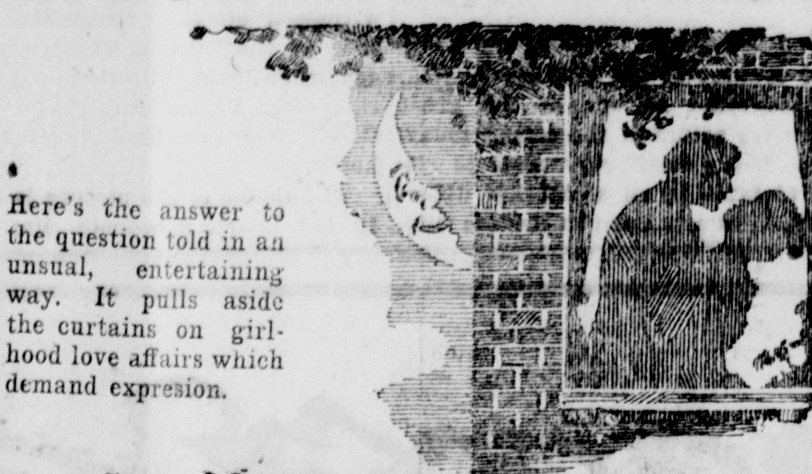 Here's the answer to
the question told in an
unsual, entertaining
way. It pulls aside
the curtains on girl-
hood love affairs which
demand expresion.